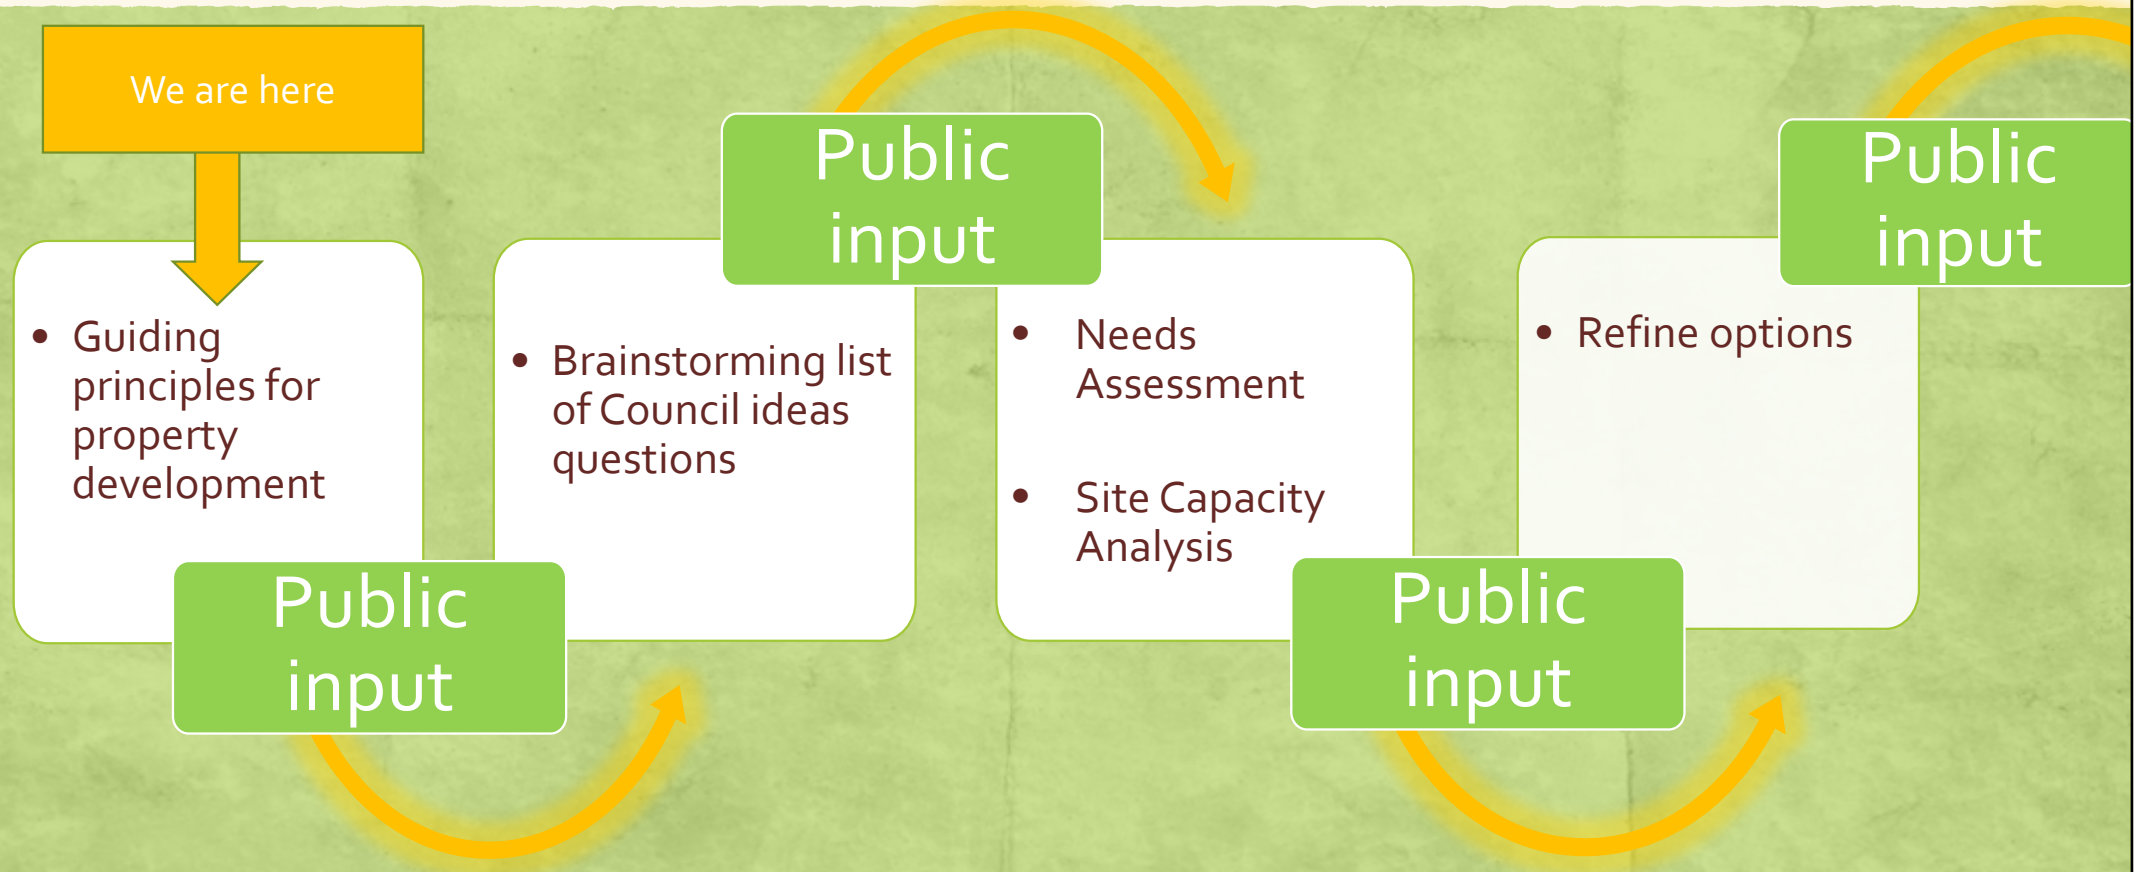 We are here
• Guiding
principles for
property
development
Public
input
• Brainstorming list
of Council ideas
questions
Public
input
• Needs
Assessment
• Site Capacity
Analysis
Public
input
• Refine options
Public
input